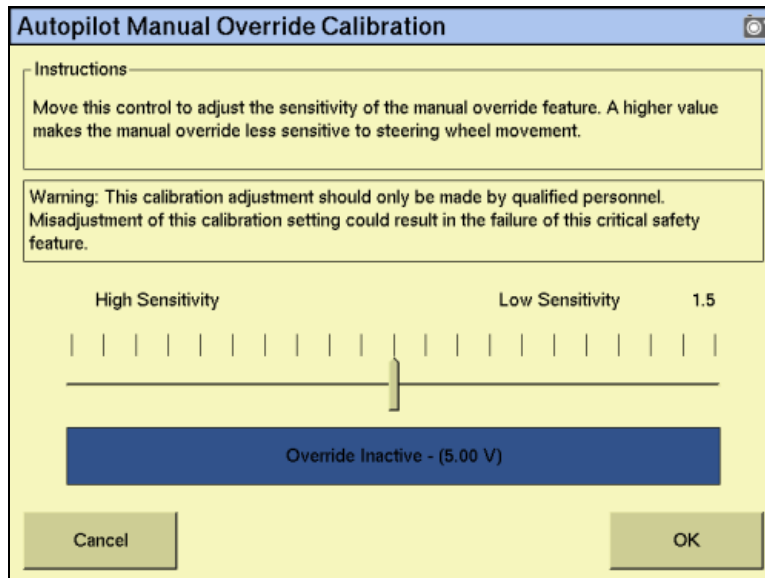 Autopilot Manual Override Calibration
Instructions
Move this control to adjust the sensitivity of the manual override feature. A higher value
makes the manual override less sensitive to steering wheel movement.
Warning: This calibration adjustment should only be made by qualified personnel.
Misadjustment of this calibration setting could result in the failure of this critical safety
feature.
High Sensitivity
Low Sensitivity
1.5
Override Inactive - (5.00 V)
Cancel
OK